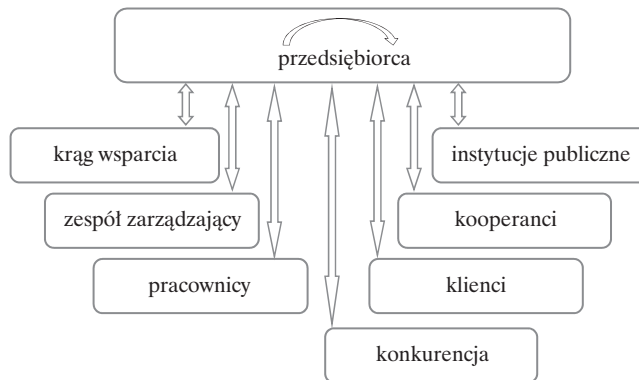 przedsiębiorca
krąg wsparcia
instytucje publiczne
zespół zarządzający
kooperanci
pracownicy
klienci
konkurencja